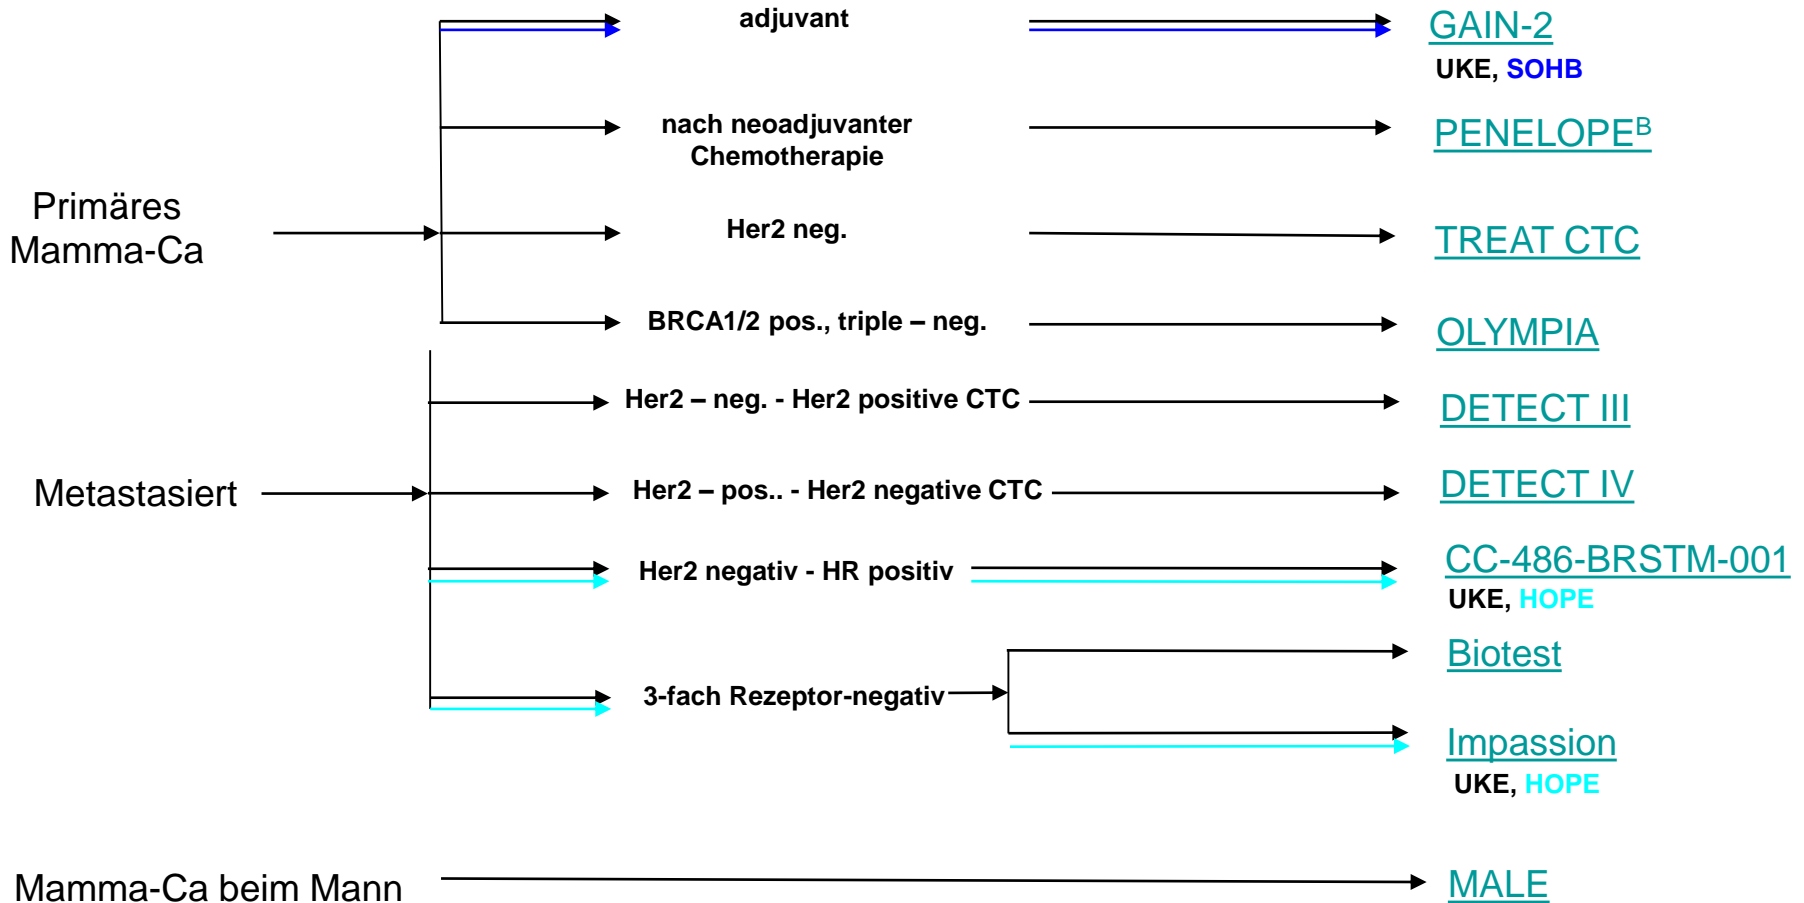 adjuvant
GAIN-2
UKE, SOHB
nach neoadjuvanter
Chemotherapie
PENELOPEᴮ
Primäres
Mamma-Ca
Her2 neg.
TREAT CTC
BRCA1/2 pos., triple – neg.
OLYMPIA
Her2 – neg. - Her2 positive CTC
DETECT III
Metastasiert
Her2 – pos.. - Her2 negative CTC
DETECT IV
Her2 negativ - HR positiv
CC-486-BRSTM-001
UKE, HOPE
3-fach Rezeptor-negativ
Biotest
Impassion
UKE, HOPE
Mamma-Ca beim Mann
MALE